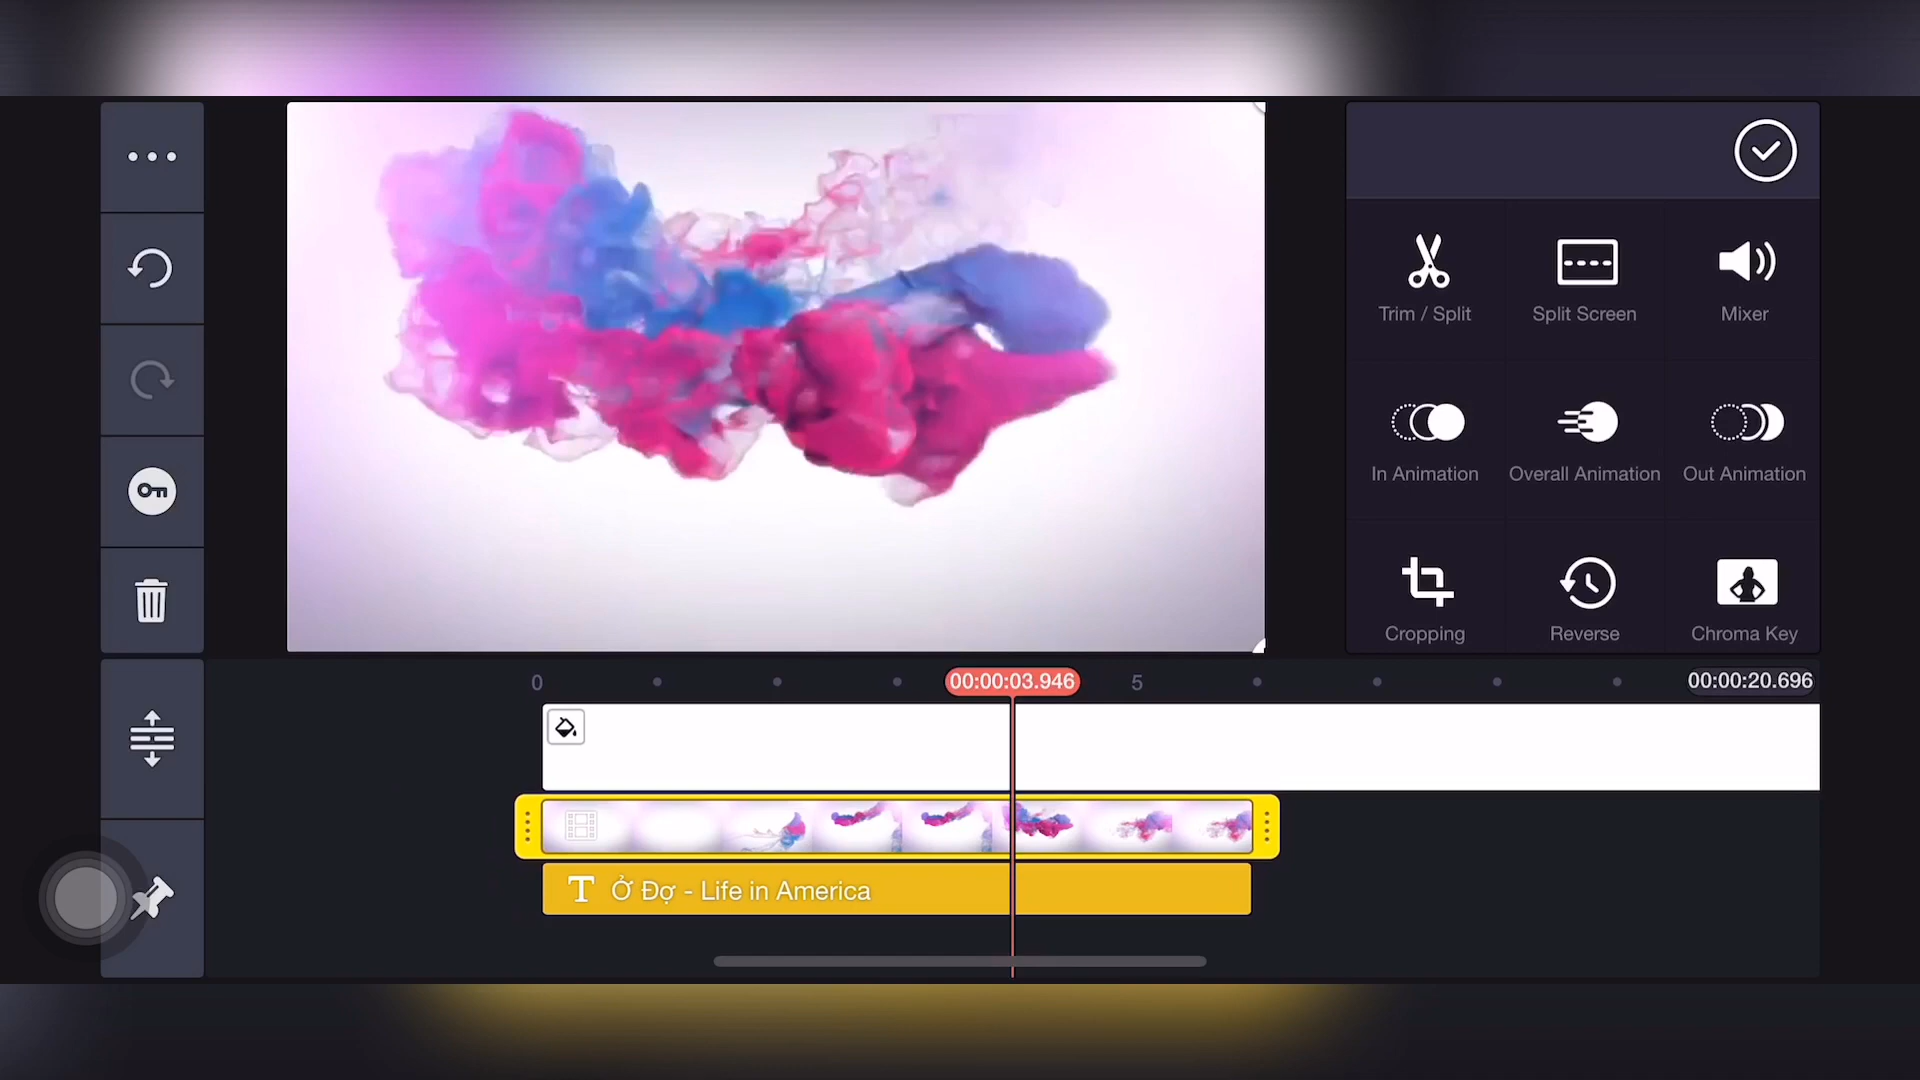 Trim / Split
Split Screen
Mixer
In Animation
Overall Animation
Out Animation
Cropping
Reverse
Chroma Key
0
00:00:03.946
5
00:00:20.696
T Ở Đợ - Life in America